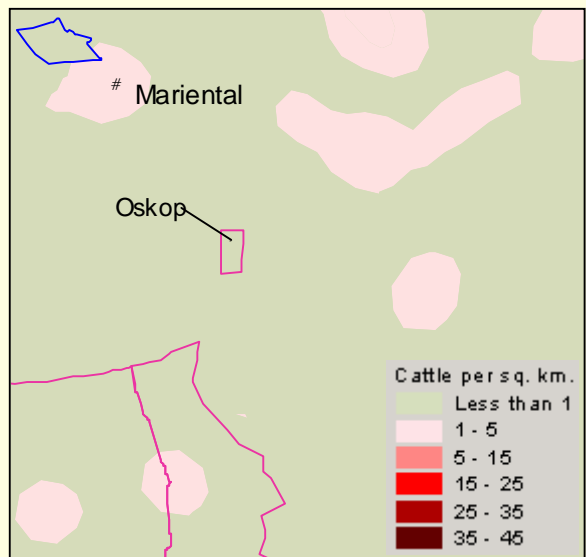 # Mariental
Oskop
Cattle per sq. km.
Less than 1
1 - 5
5 - 15
15 - 25
25 - 35
35 - 45